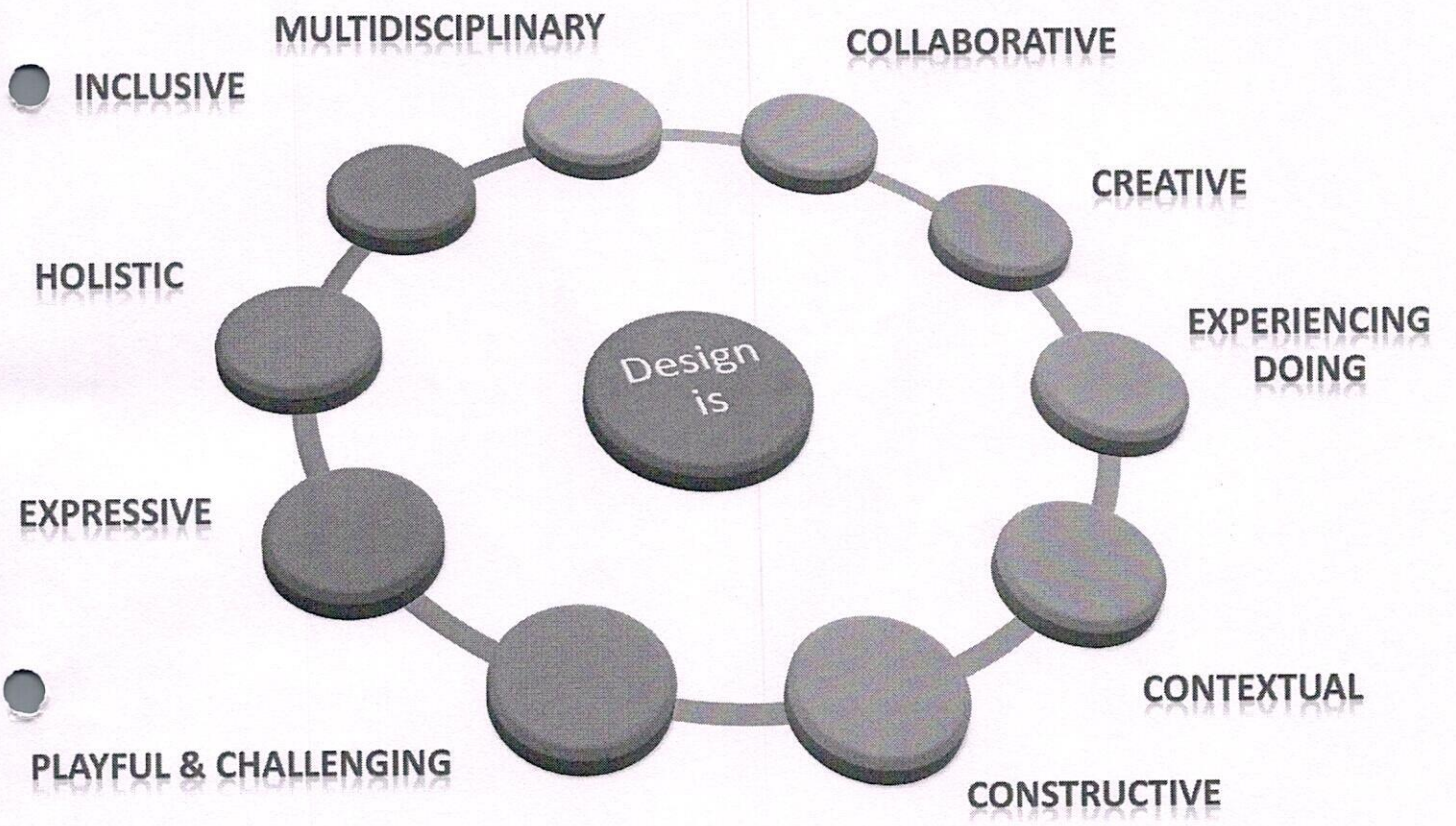 MULTIDISCIPLINARY
COLLABORATIVE
INCLUSIVE
CREATIVE
HOLISTIC
EXPERIENCING
DOING
Design
is
EXPRESSIVE
CONTEXTUAL
PLAYFUL & CHALLENGING
CONSTRUCTIVE